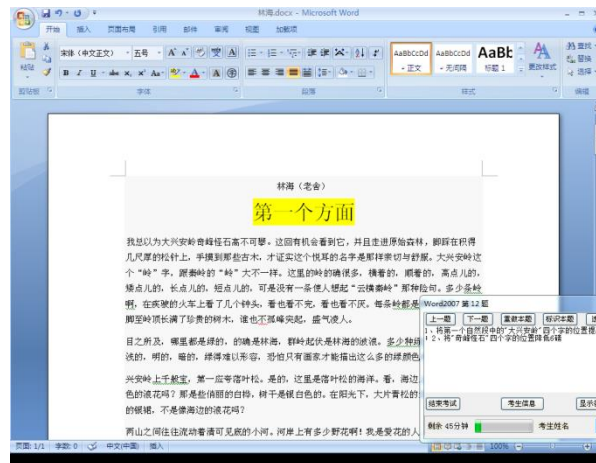 林海.docx - Microsoft Word
开始 插入 页面布局 引用 邮件 审阅 视图 加载项
宋体 (中文正文) 五号
AaBbCcDd AaBbCcDd AaBb
粘贴 正文 无间隔 标题 1 更改样式 查找 替换 选择
剪贴板 字体 段落 样式 编辑
林海(老舍)
第一个方面
我总以为大兴安岭奇峰怪石高不可攀。这回有机会看到它,并且走进原始森林,脚踩在积得
几尺厚的松针上,手摸到那些古木,才证实这个悦耳的名字是那样亲切与舒服。大兴安岭这
个“岭”字,跟秦岭的“岭”大不一样。这里的岭的确很多,横着的,顺着的,高点儿的,
矮点儿的,长点儿的,短点儿的,可是没有一条使人想起“云横秦岭”那种险句。多少条岭
啊,在疾驶的火车上看了几个钟头,看也看不完,看也看不厌。每条岭都是
脚至岭顶长满了珍贵的树木,谁也不孤峰突起,盛气凌人。
目之所及,哪里都是绿的,的确是林海,群岭起伏是林海的波浪。多少种
浅的,明的,暗的,绿得难以形容,恐怕只有画家才能描出这么多的绿颜色
兴安岭上千般宝,第一应夸落叶松。是的,这里是落叶松的海洋。看,海边
色的浪花吗?那是些俏丽的白桦,树干是银白色的。在阳光下,大片青松的
的银裙,不是像海边的浪花吗?
两山之间往往流动着清可见底的小河。河岸上有多少野花啊!我是爱花的人
Word2007 第 12 题
上一题 下一题 重做本题 标识本题
1、将第一个自然段中的"大兴安岭"四个字的位置提
2、将"奇峰怪石"四个字的位置降低6磅
结束考试 考生信息 显示
剩余 45分钟 考生姓名
页面: 1/1 字数: 0 中文(中国) 插入 100%